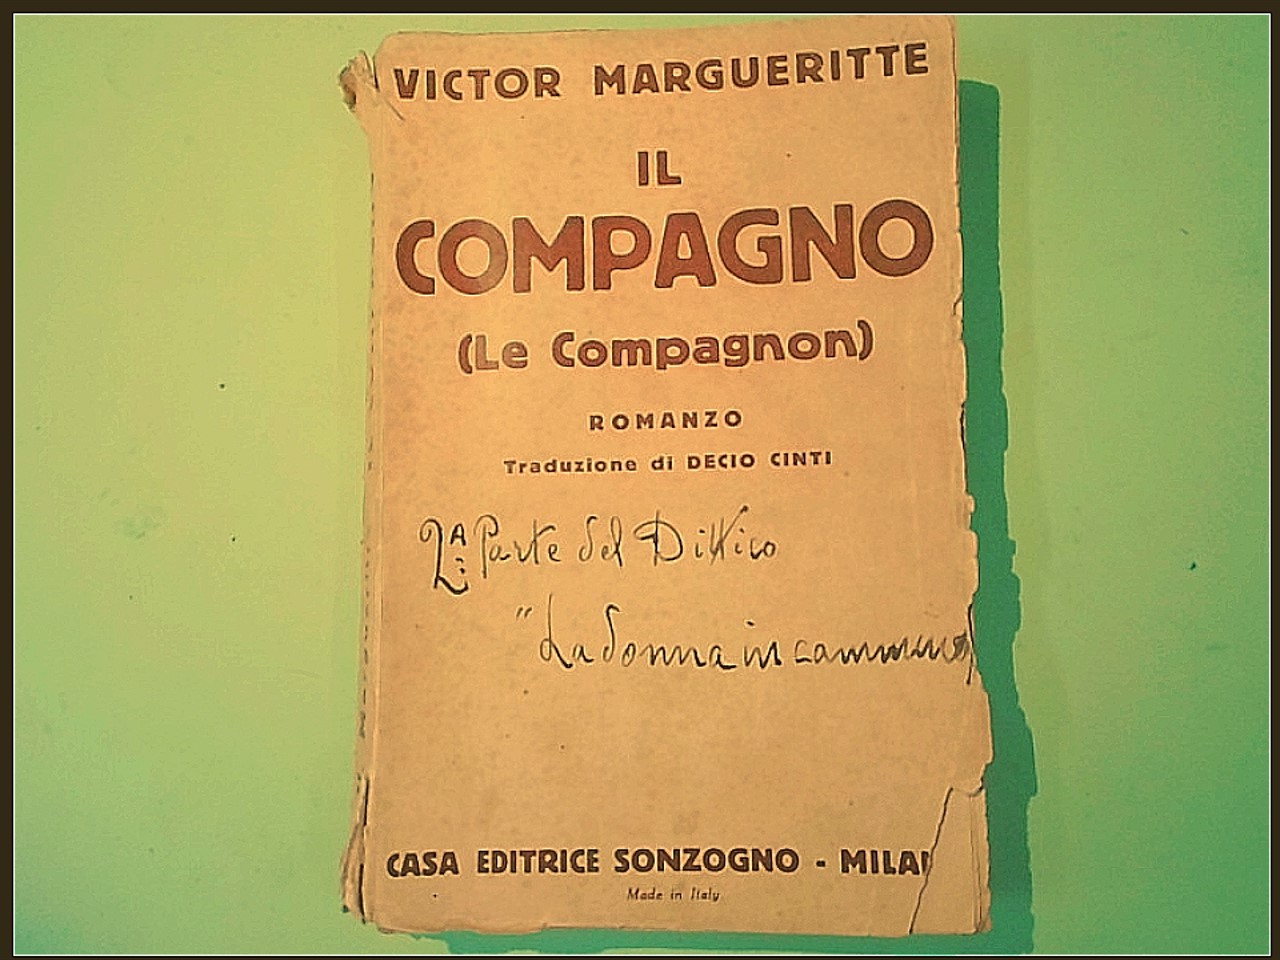 VICTOR MARGUERITTE
IL
COMPAGNO
(Le Compagnon)
ROMANZO
Traduzione di DECIO CINTI
2A: Parte del Dittico
"La donna in cammino
CASA EDITRICE SONZOGNO - MILA
Made in Italy